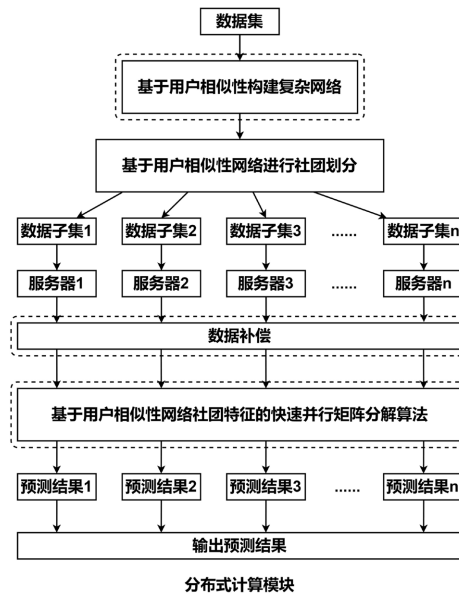 数据集
基于用户相似性构建复杂网络
基于用户相似性网络进行社团划分
数据子集1 数据子集2 数据子集3 ...... 数据子集n
服务器1 服务器2 服务器3 ...... 服务器n
数据补偿
基于用户相似性网络社团特征的快速并行矩阵分解算法
预测结果1 预测结果2 预测结果3 ...... 预测结果n
输出预测结果
分布式计算模块